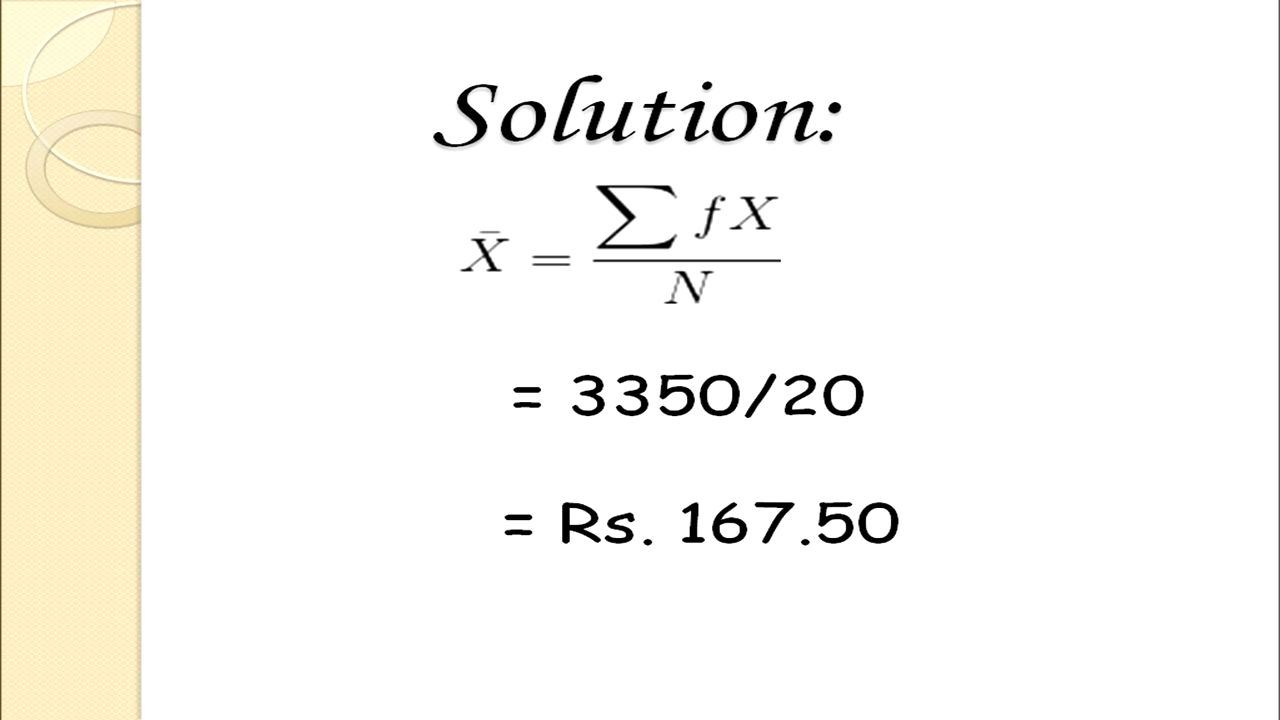 Solution:
X̄ = ∑ fX / N
= 3350/20
= Rs. 167.50